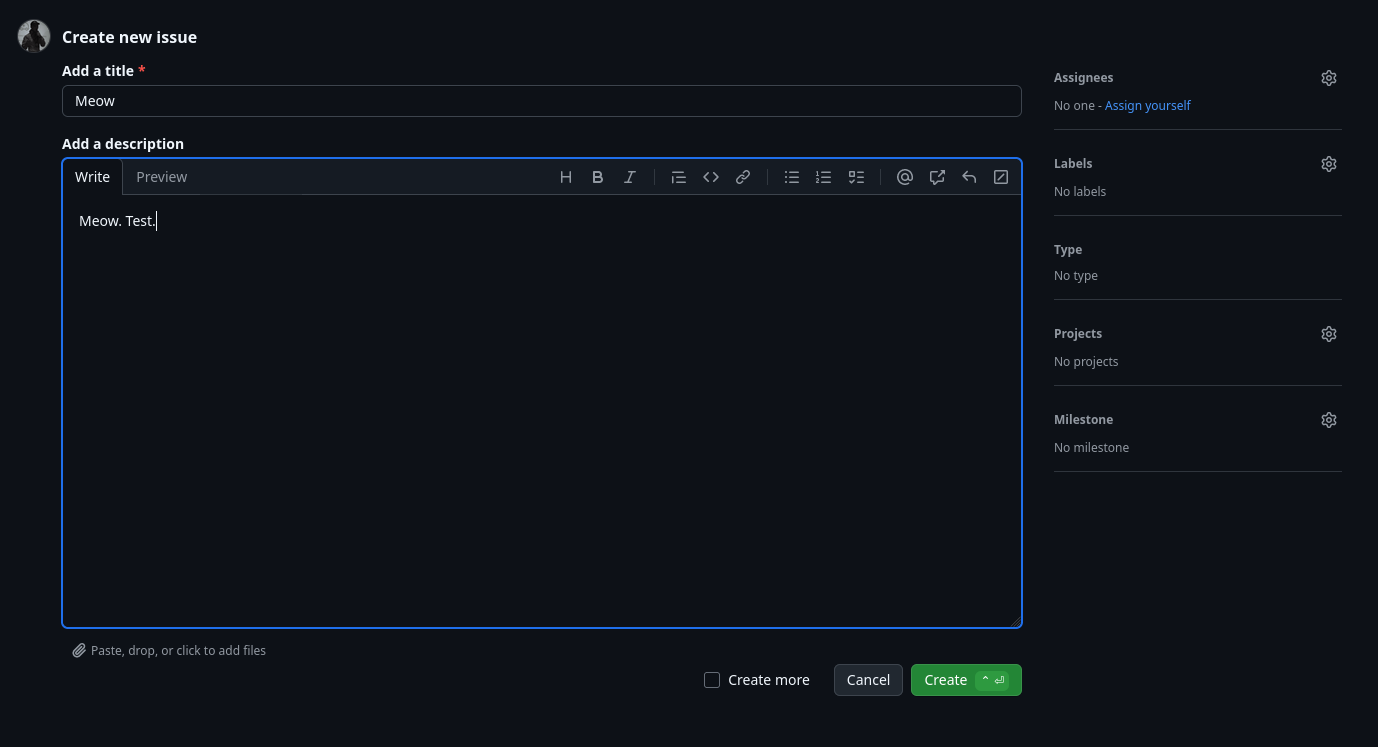 Create new issue
Add a title *
Meow
Add a description
Write Preview
Meow. Test.
Paste, drop, or click to add files
Create more Cancel Create
Assignees
No one - Assign yourself
Labels
No labels
Type
No type
Projects
No projects
Milestone
No milestone